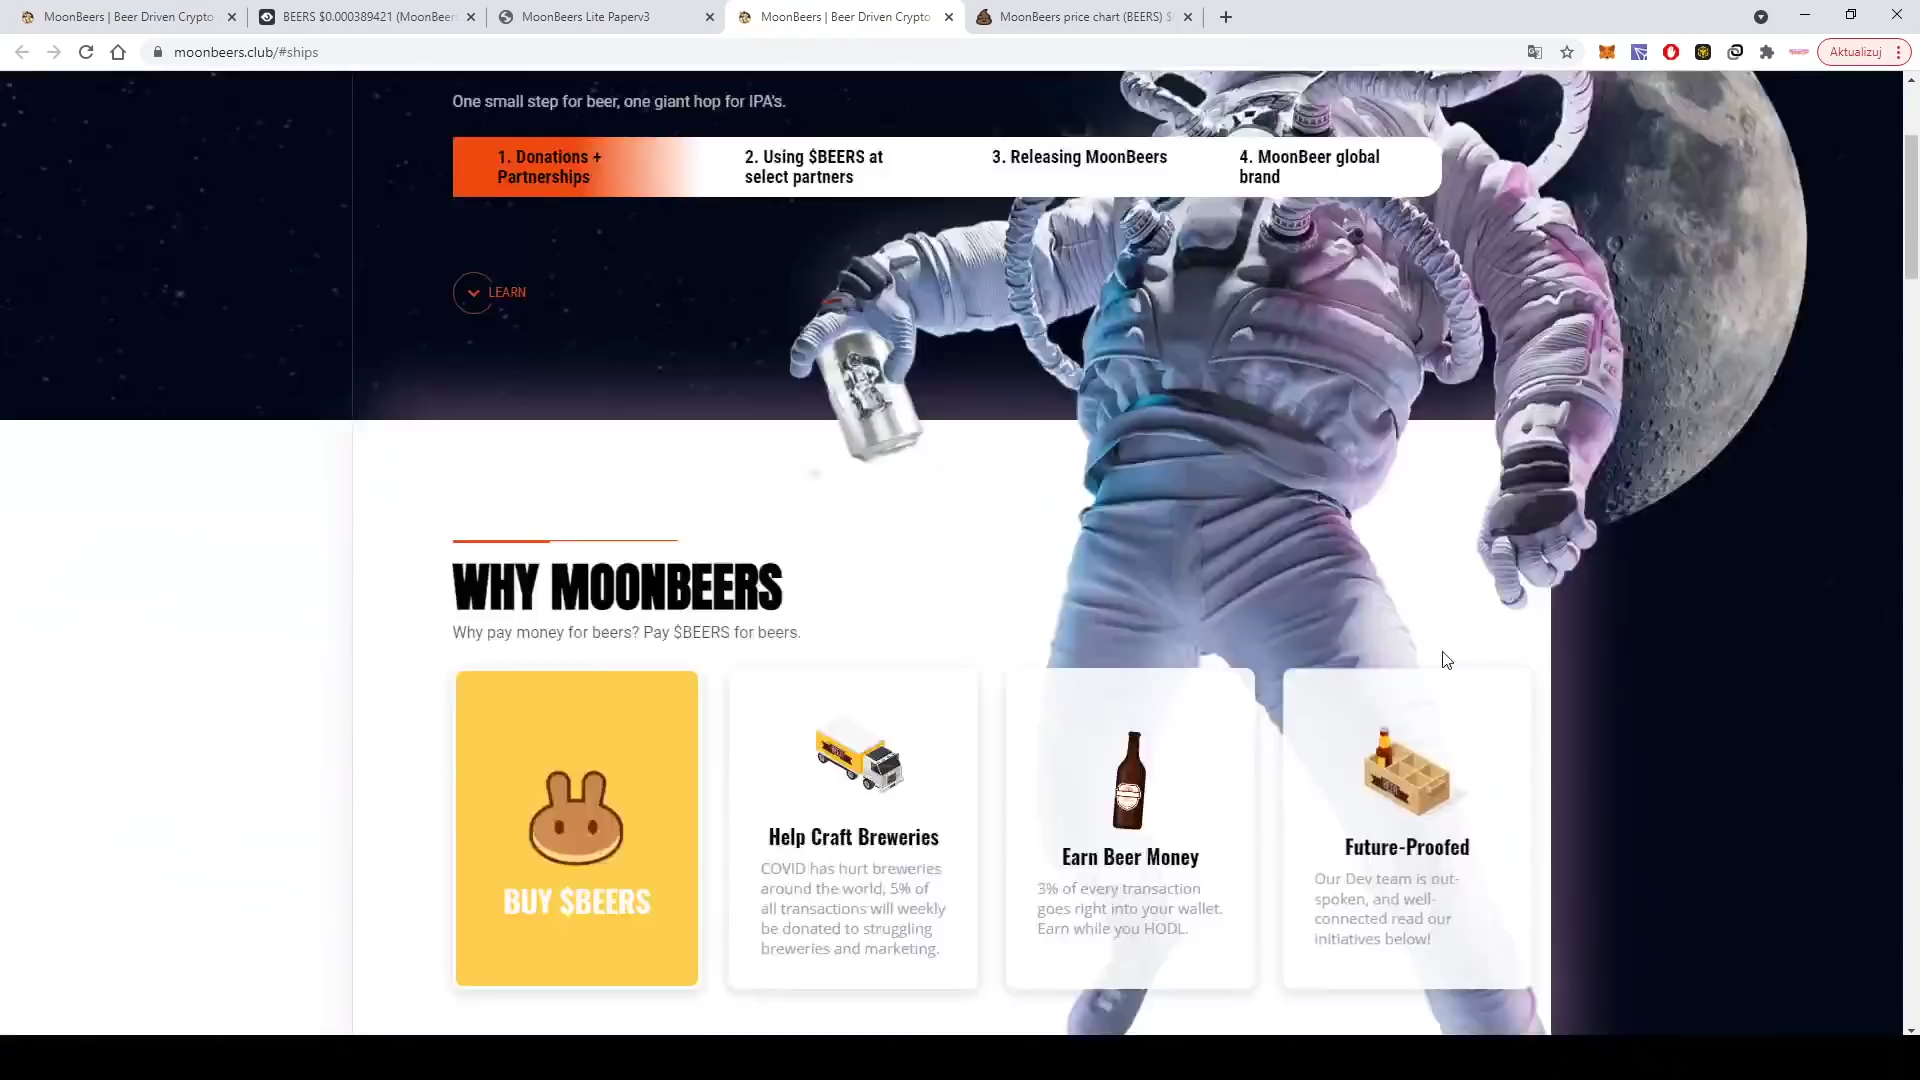 MoonBeers | Beer Driven Crypto
BEERS $0.000389421 (MoonBeers
MoonBeers Lite Paperv3
MoonBeers | Beer Driven Crypto
MoonBeers price chart (BEERS) $
moonbeers.club/#ships
Aktualizuj
One small step for beer, one giant hop for IPA's.
1. Donations +
Partnerships
2. Using $BEERS at
select partners
3. Releasing MoonBeers
4. MoonBeer global
brand
LEARN
WHY MOONBEERS
Why pay money for beers? Pay $BEERS for beers.
BUY $BEERS
Help Craft Breweries
COVID has hurt breweries
around the world, 5% of
all transactions will weekly
be donated to struggling
breweries and marketing.
Earn Beer Money
3% of every transaction
goes right into your wallet.
Earn while you HODL.
Future-Proofed
Our Dev team is out-
spoken, and well-
connected read our
initiatives below!